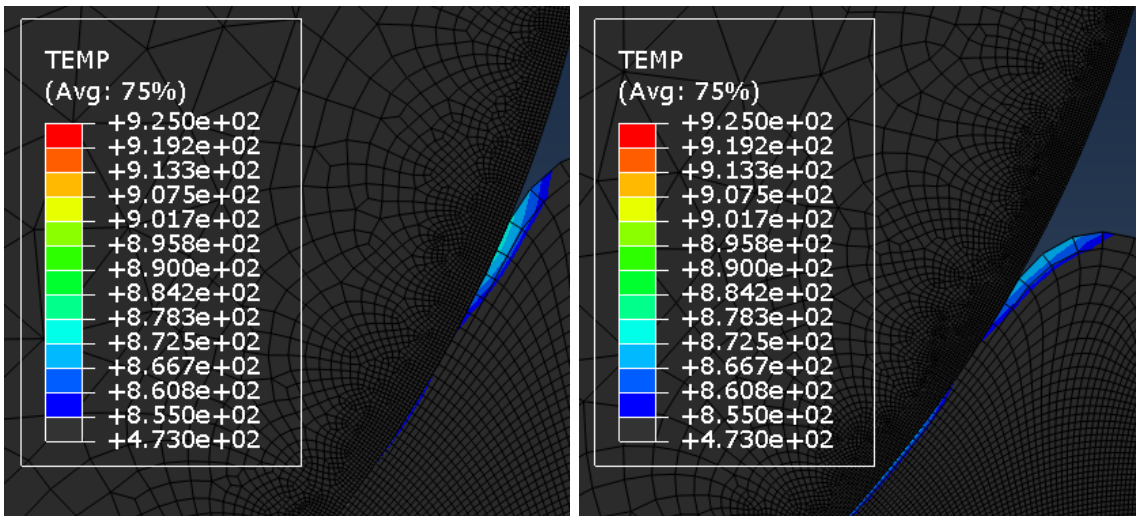 TEMP
(Avg: 75%)
+9.250e+02
+9.192e+02
+9.133e+02
+9.075e+02
+9.017e+02
+8.958e+02
+8.900e+02
+8.842e+02
+8.783e+02
+8.725e+02
+8.667e+02
+8.608e+02
+8.550e+02
+4.730e+02
TEMP
(Avg: 75%)
+9.250e+02
+9.192e+02
+9.133e+02
+9.075e+02
+9.017e+02
+8.958e+02
+8.900e+02
+8.842e+02
+8.783e+02
+8.725e+02
+8.667e+02
+8.608e+02
+8.550e+02
+4.730e+02